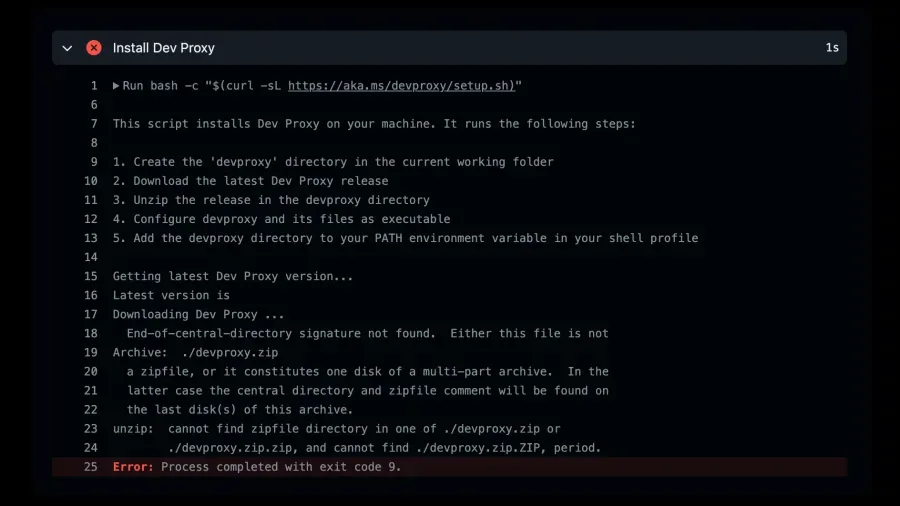 Install Dev Proxy 1s
1 Run bash -c "$(curl -sL https://aka.ms/devproxy/setup.sh)"
6
7 This script installs Dev Proxy on your machine. It runs the following steps:
8
9 1. Create the 'devproxy' directory in the current working folder
10 2. Download the latest Dev Proxy release
11 3. Unzip the release in the devproxy directory
12 4. Configure devproxy and its files as executable
13 5. Add the devproxy directory to your PATH environment variable in your shell profile
14
15 Getting latest Dev Proxy version...
16 Latest version is
17 Downloading Dev Proxy ...
18 End-of-central-directory signature not found. Either this file is not
19 Archive: ./devproxy.zip
20 a zipfile, or it constitutes one disk of a multi-part archive. In the
21 latter case the central directory and zipfile comment will be found on
22 the last disk(s) of this archive.
23 unzip: cannot find zipfile directory in one of ./devproxy.zip or
24 ./devproxy.zip.zip, and cannot find ./devproxy.zip.ZIP, period.
25 Error: Process completed with exit code 9.